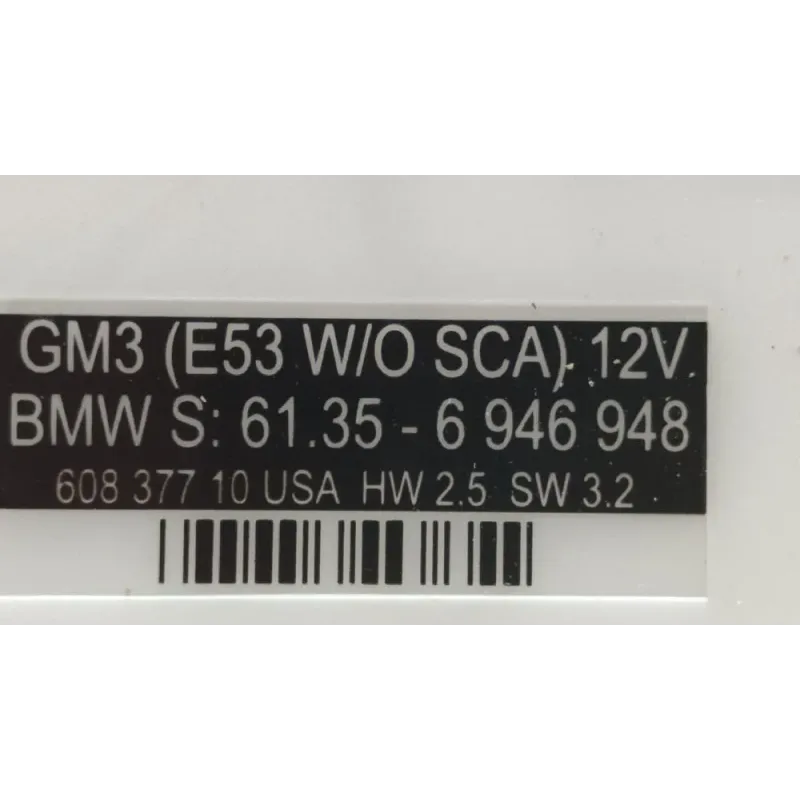 GM3 (E53 W/O SCA) 12V
BMW S: 61.35 - 6 946 948
608 377 10 USA HW 2.5 SW 3.2